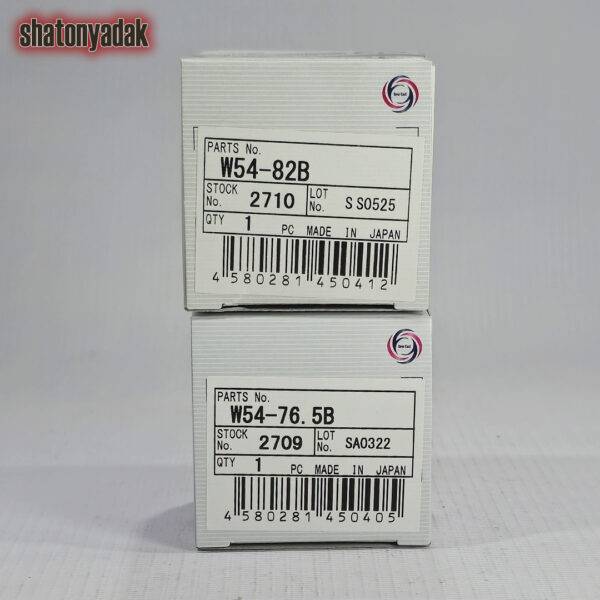 shatonyadak
PARTS No.
W54-82B
STOCK No. 2710 LOT No. SS0525
QTY 1 PC MADE IN JAPAN
4 580281 450412
PARTS No.
W54-76.5B
STOCK No. 2709 LOT No. SA0322
QTY 1 PC MADE IN JAPAN
4 580281 450405